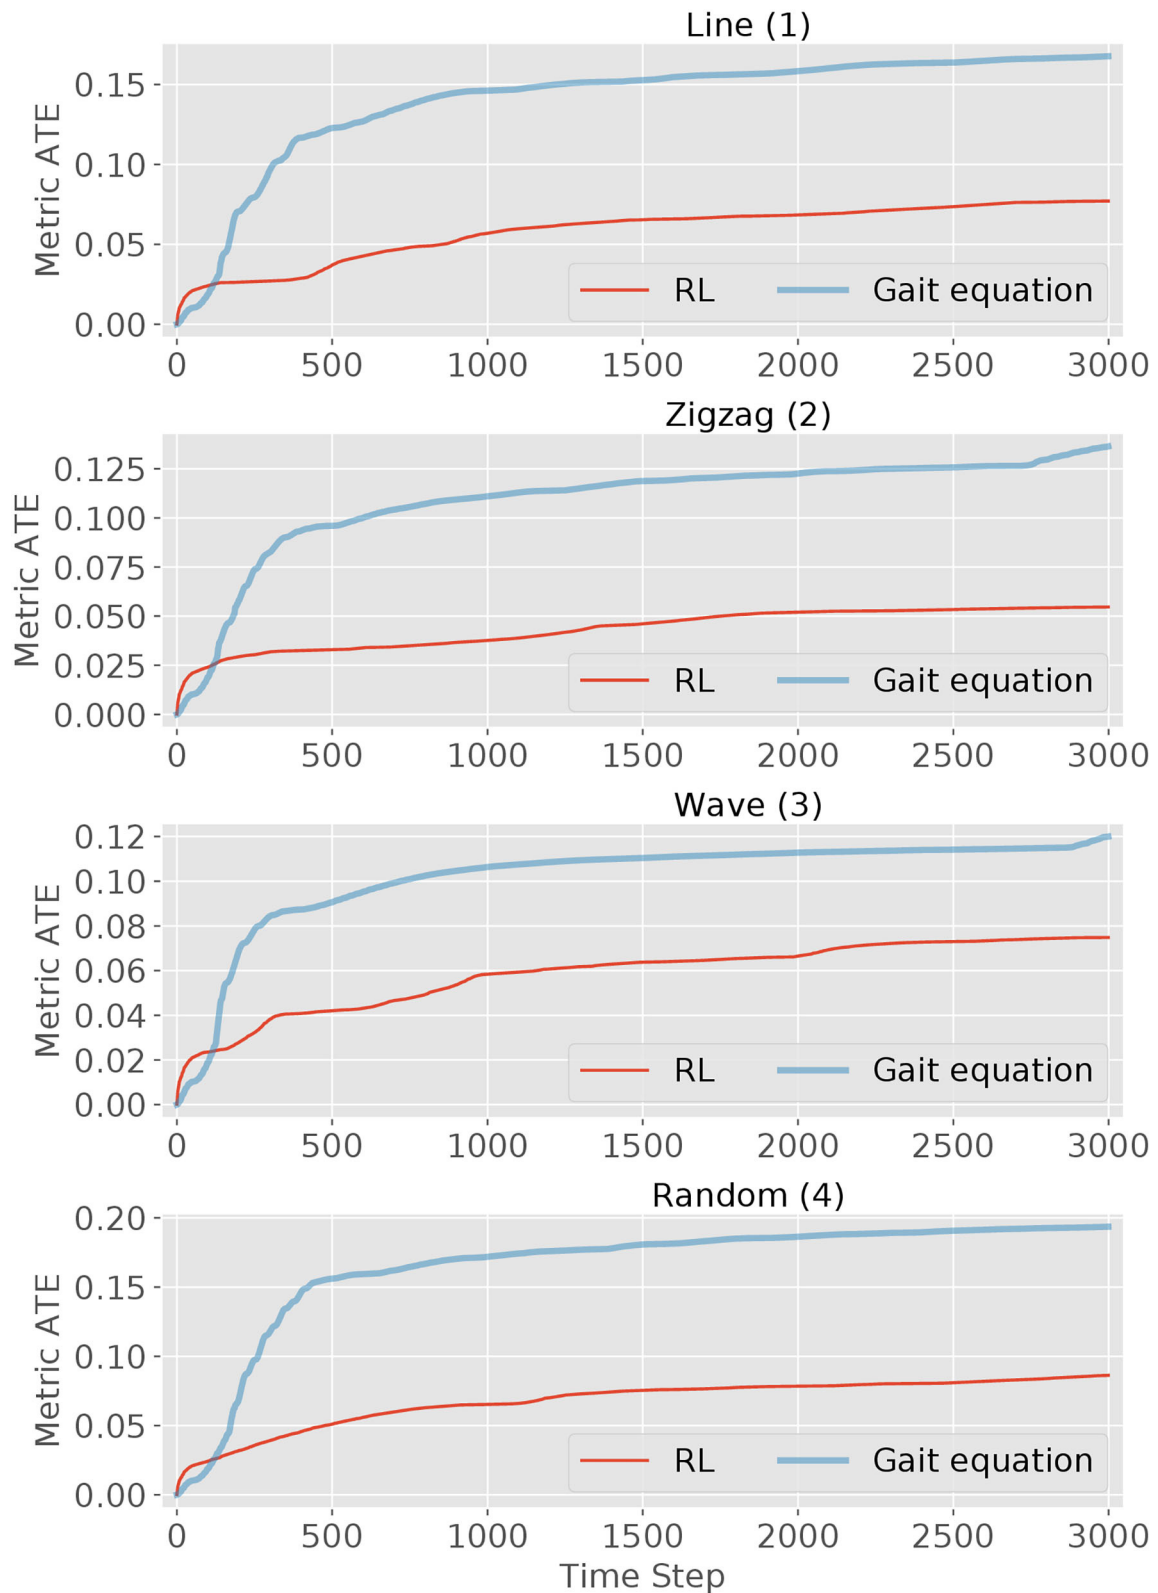 Line (1)
Metric ATE
0.15
0.10
0.05
0.00
RL Gait equation
0 500 1000 1500 2000 2500 3000
Zigzag (2)
Metric ATE
0.125
0.100
0.075
0.050
0.025
0.000
RL Gait equation
0 500 1000 1500 2000 2500 3000
Wave (3)
Metric ATE
0.12
0.10
0.08
0.06
0.04
0.02
0.00
RL Gait equation
0 500 1000 1500 2000 2500 3000
Random (4)
Metric ATE
0.20
0.15
0.10
0.05
0.00
RL Gait equation
0 500 1000 1500 2000 2500 3000
Time Step